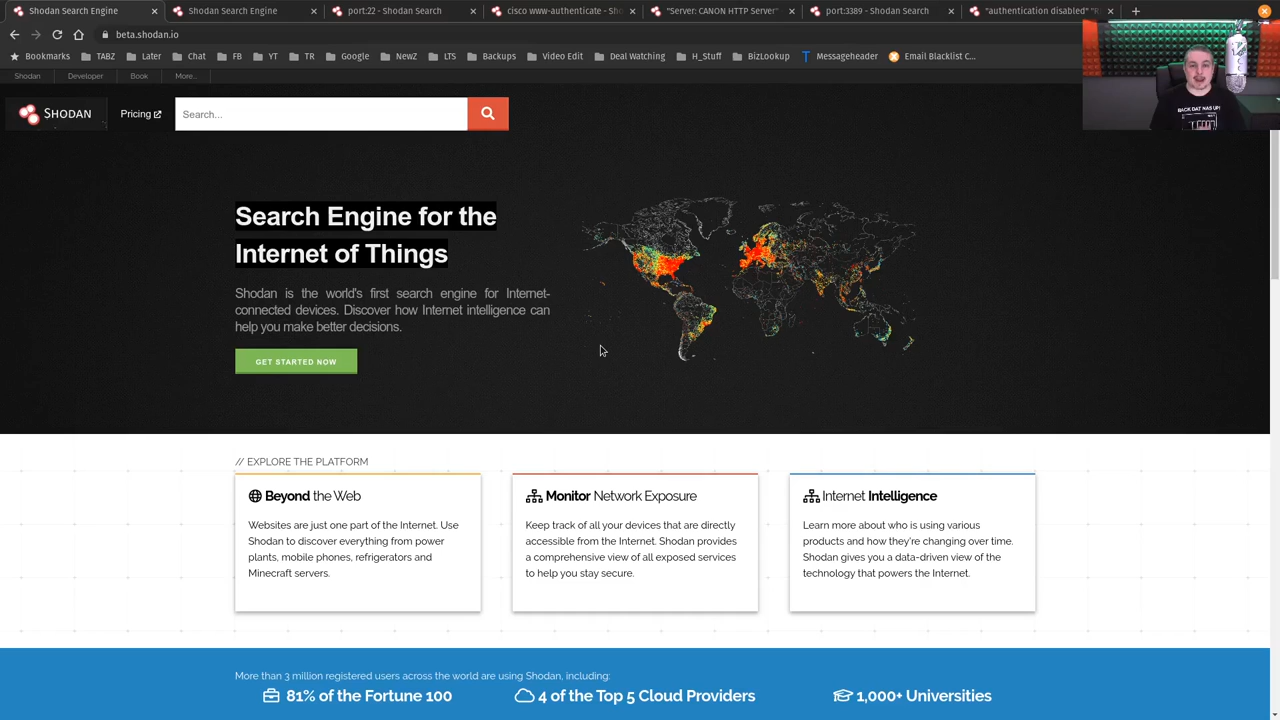 Shodan Search Engine
Shodan Search Engine
port:22 - Shodan Search
cisco www-authenticate - Sh
"Server: CANON HTTP Server"
port:3389 - Shodan Search
"authentication disabled" "R
beta.shodan.io
Bookmarks TABZ Later Chat FB YT TR Google NewZ LTS Backups Video Edit Deal Watching H_Stuff BizLookup Messageheader Email Blacklist C...
Shodan Developer Book More...
SHODAN Pricing Search...
Search Engine for the
Internet of Things
Shodan is the world's first search engine for Internet-
connected devices. Discover how Internet intelligence can
help you make better decisions.
GET STARTED NOW
BACK DAT NAS UP!
// EXPLORE THE PLATFORM
Beyond the Web
Websites are just one part of the Internet. Use
Shodan to discover everything from power
plants, mobile phones, refrigerators and
Minecraft servers.
Monitor Network Exposure
Keep track of all your devices that are directly
accessible from the Internet. Shodan provides
a comprehensive view of all exposed services
to help you stay secure.
Internet Intelligence
Learn more about who is using various
products and how they're changing over time.
Shodan gives you a data-driven view of the
technology that powers the Internet.
More than 3 million registered users across the world are using Shodan, including:
81% of the Fortune 100
4 of the Top 5 Cloud Providers
1,000+ Universities